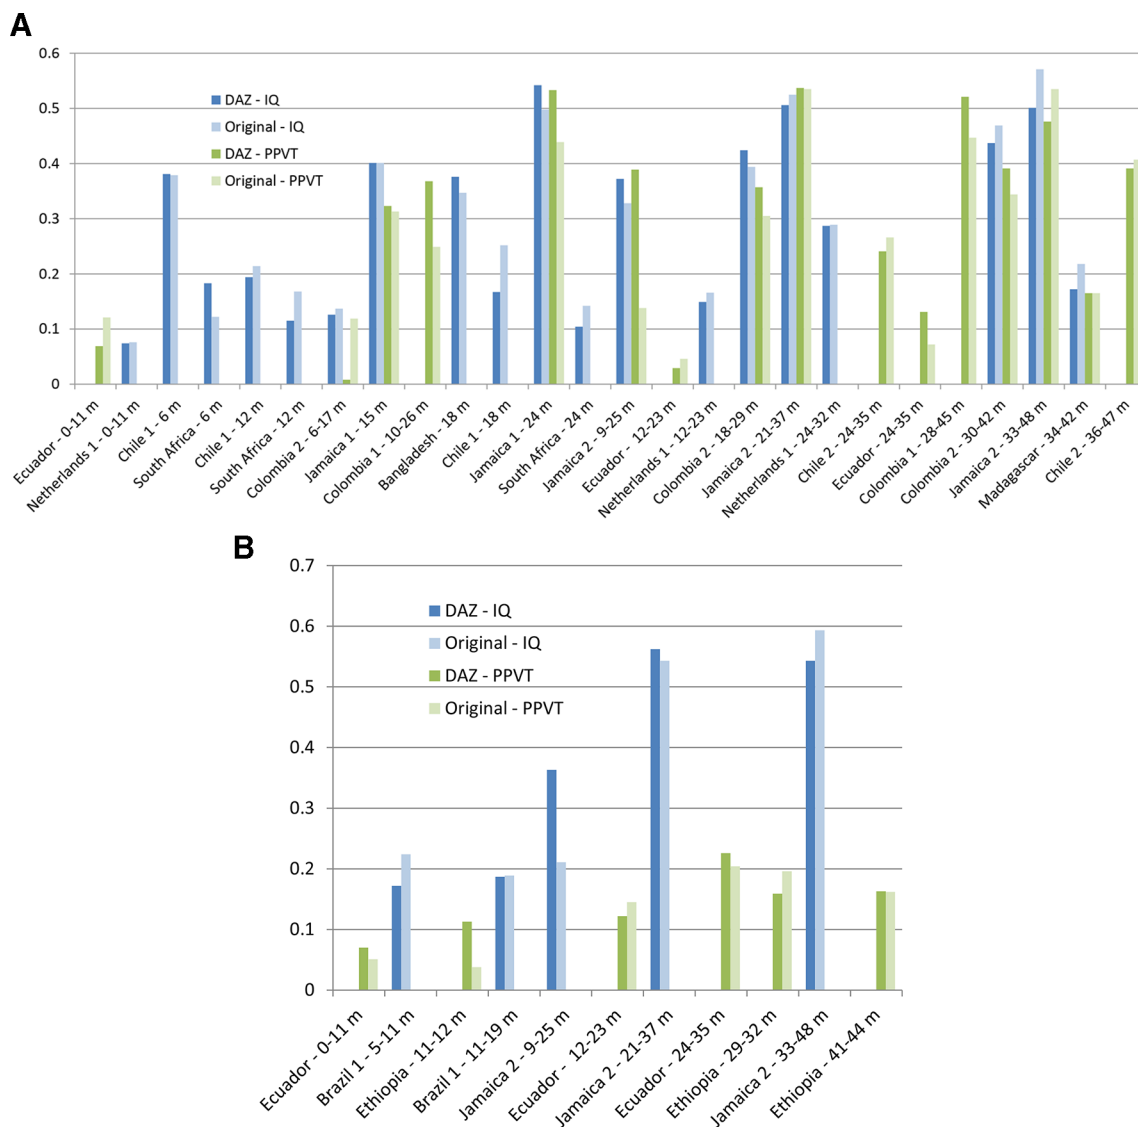 A
0.6
0.5
0.4
0.3
0.2
0.1
0
DAZ - IQ
Original - IQ
DAZ - PPVT
Original - PPVT
Ecuador - 0-11 m
Netherlands 1 - 0-11 m
Chile 1 - 6 m
South Africa - 6 m
Chile 1 - 12 m
South Africa - 12 m
Colombia 2 - 6-17 m
Jamaica 1 - 15 m
Colombia 1 - 10-26 m
Bangladesh - 18 m
Chile 1 - 18 m
Jamaica 1 - 24 m
South Africa - 24 m
Jamaica 2 - 9-25 m
Ecuador - 12-23 m
Netherlands 1 - 12-23 m
Colombia 2 - 18-29 m
Jamaica 2 - 21-37 m
Netherlands 1 - 24-32 m
Chile 2 - 24-35 m
Ecuador - 24-35 m
Colombia 1 - 28-45 m
Colombia 2 - 30-42 m
Jamaica 2 - 33-48 m
Madagascar - 34-42 m
Chile 2 - 36-47 m
B
0.7
0.6
0.5
0.4
0.3
0.2
0.1
0
DAZ - IQ
Original - IQ
DAZ - PPVT
Original - PPVT
Ecuador - 0-11 m
Brazil 1 - 5-11 m
Ethiopia - 11-12 m
Brazil 1 - 11-19 m
Jamaica 2 - 9-25 m
Ecuador - 12-23 m
Jamaica 2 - 21-37 m
Ecuador - 24-35 m
Ethiopia - 29-32 m
Jamaica 2 - 33-48 m
Ethiopia - 41-44 m